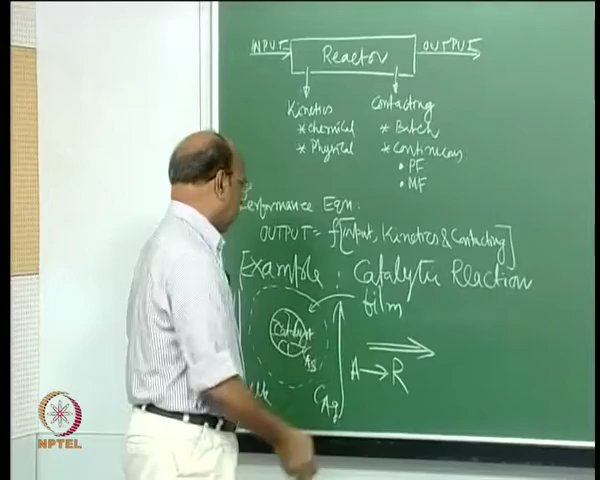 INPUT Reactor OUTPUT
Kinetics Contacting
* Chemical * Batch
* Physical * Continuous
• PF
• MF
Performance Eqn:
OUTPUT = f[input, Kinetics & Contacting]
Example : Catalytic Reaction
film
Catalyst
A → R
CAg
NPTEL